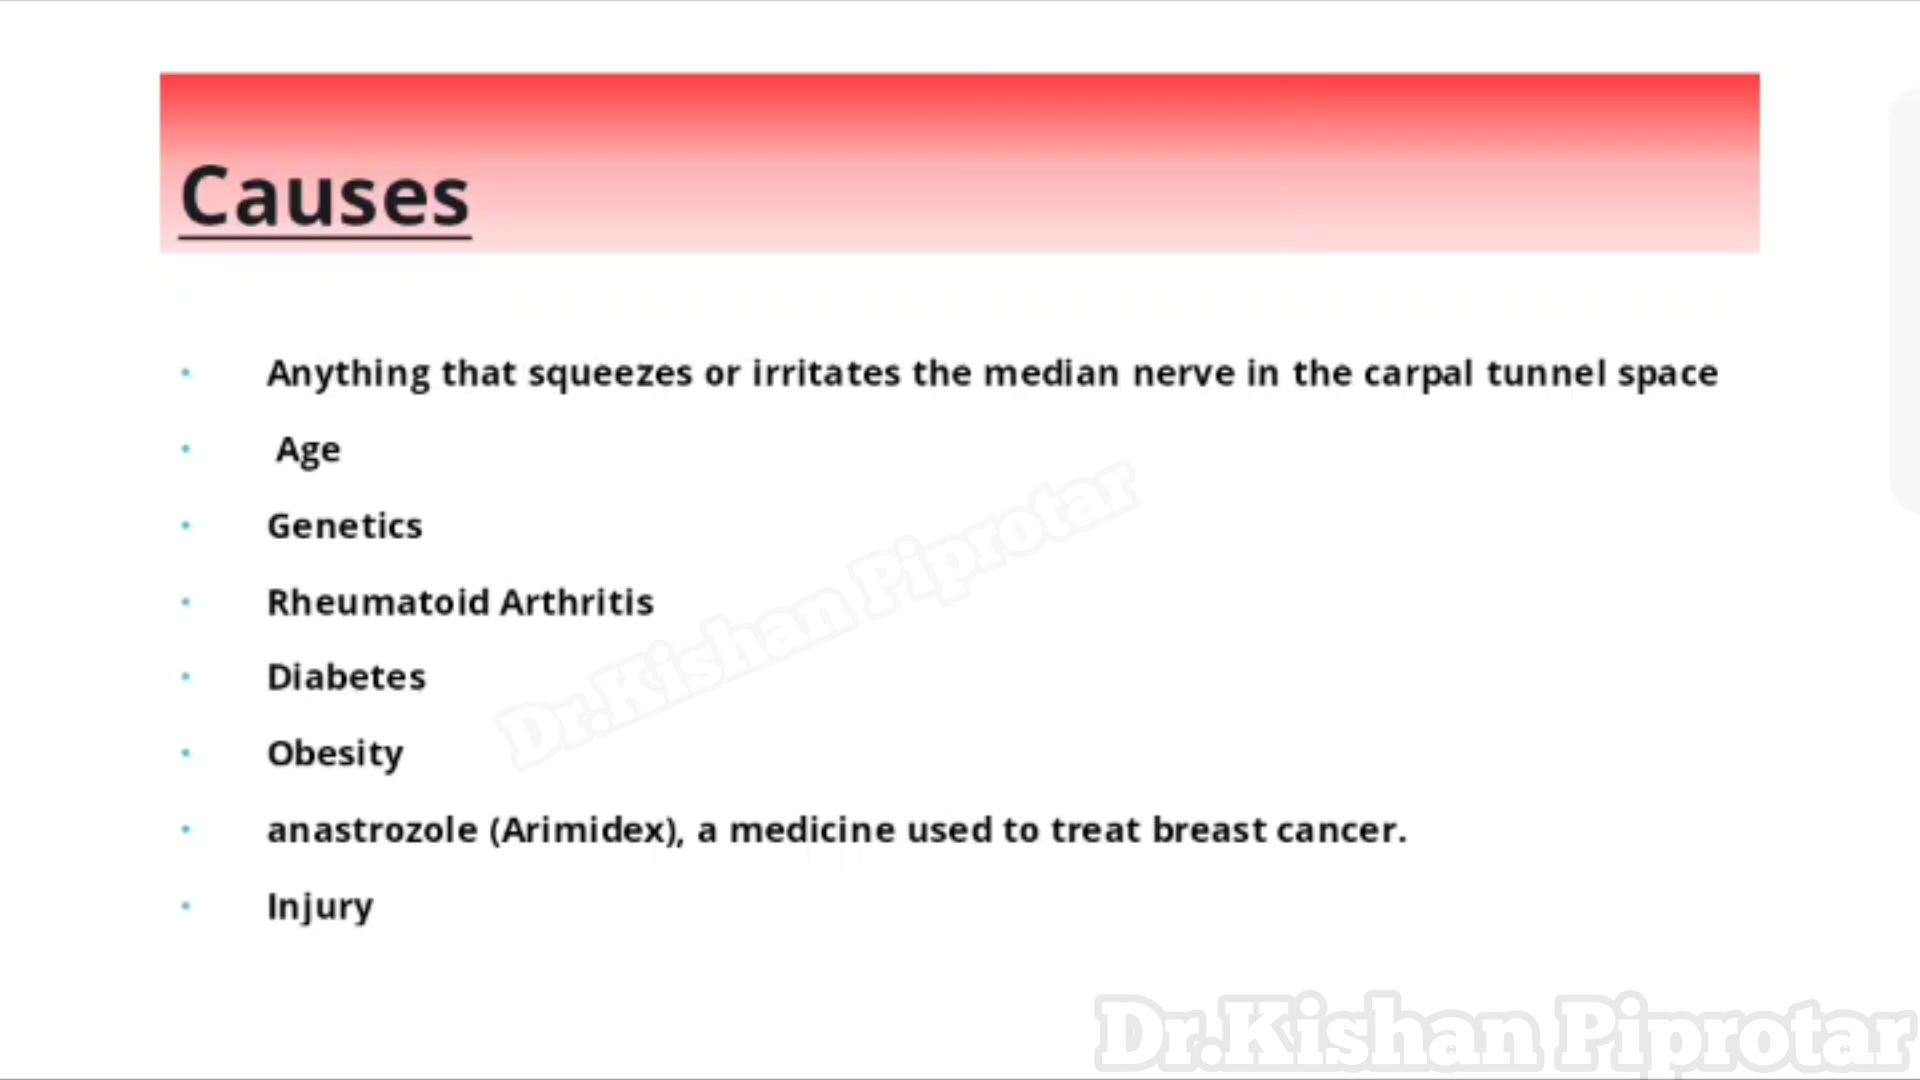 Causes
• Anything that squeezes or irritates the median nerve in the carpal tunnel space
• Age
• Genetics
• Rheumatoid Arthritis
• Diabetes
• Obesity
• anastrozole (Arimidex), a medicine used to treat breast cancer.
• Injury
Dr.Kishan Piprotar
Dr.Kishan Piprotar